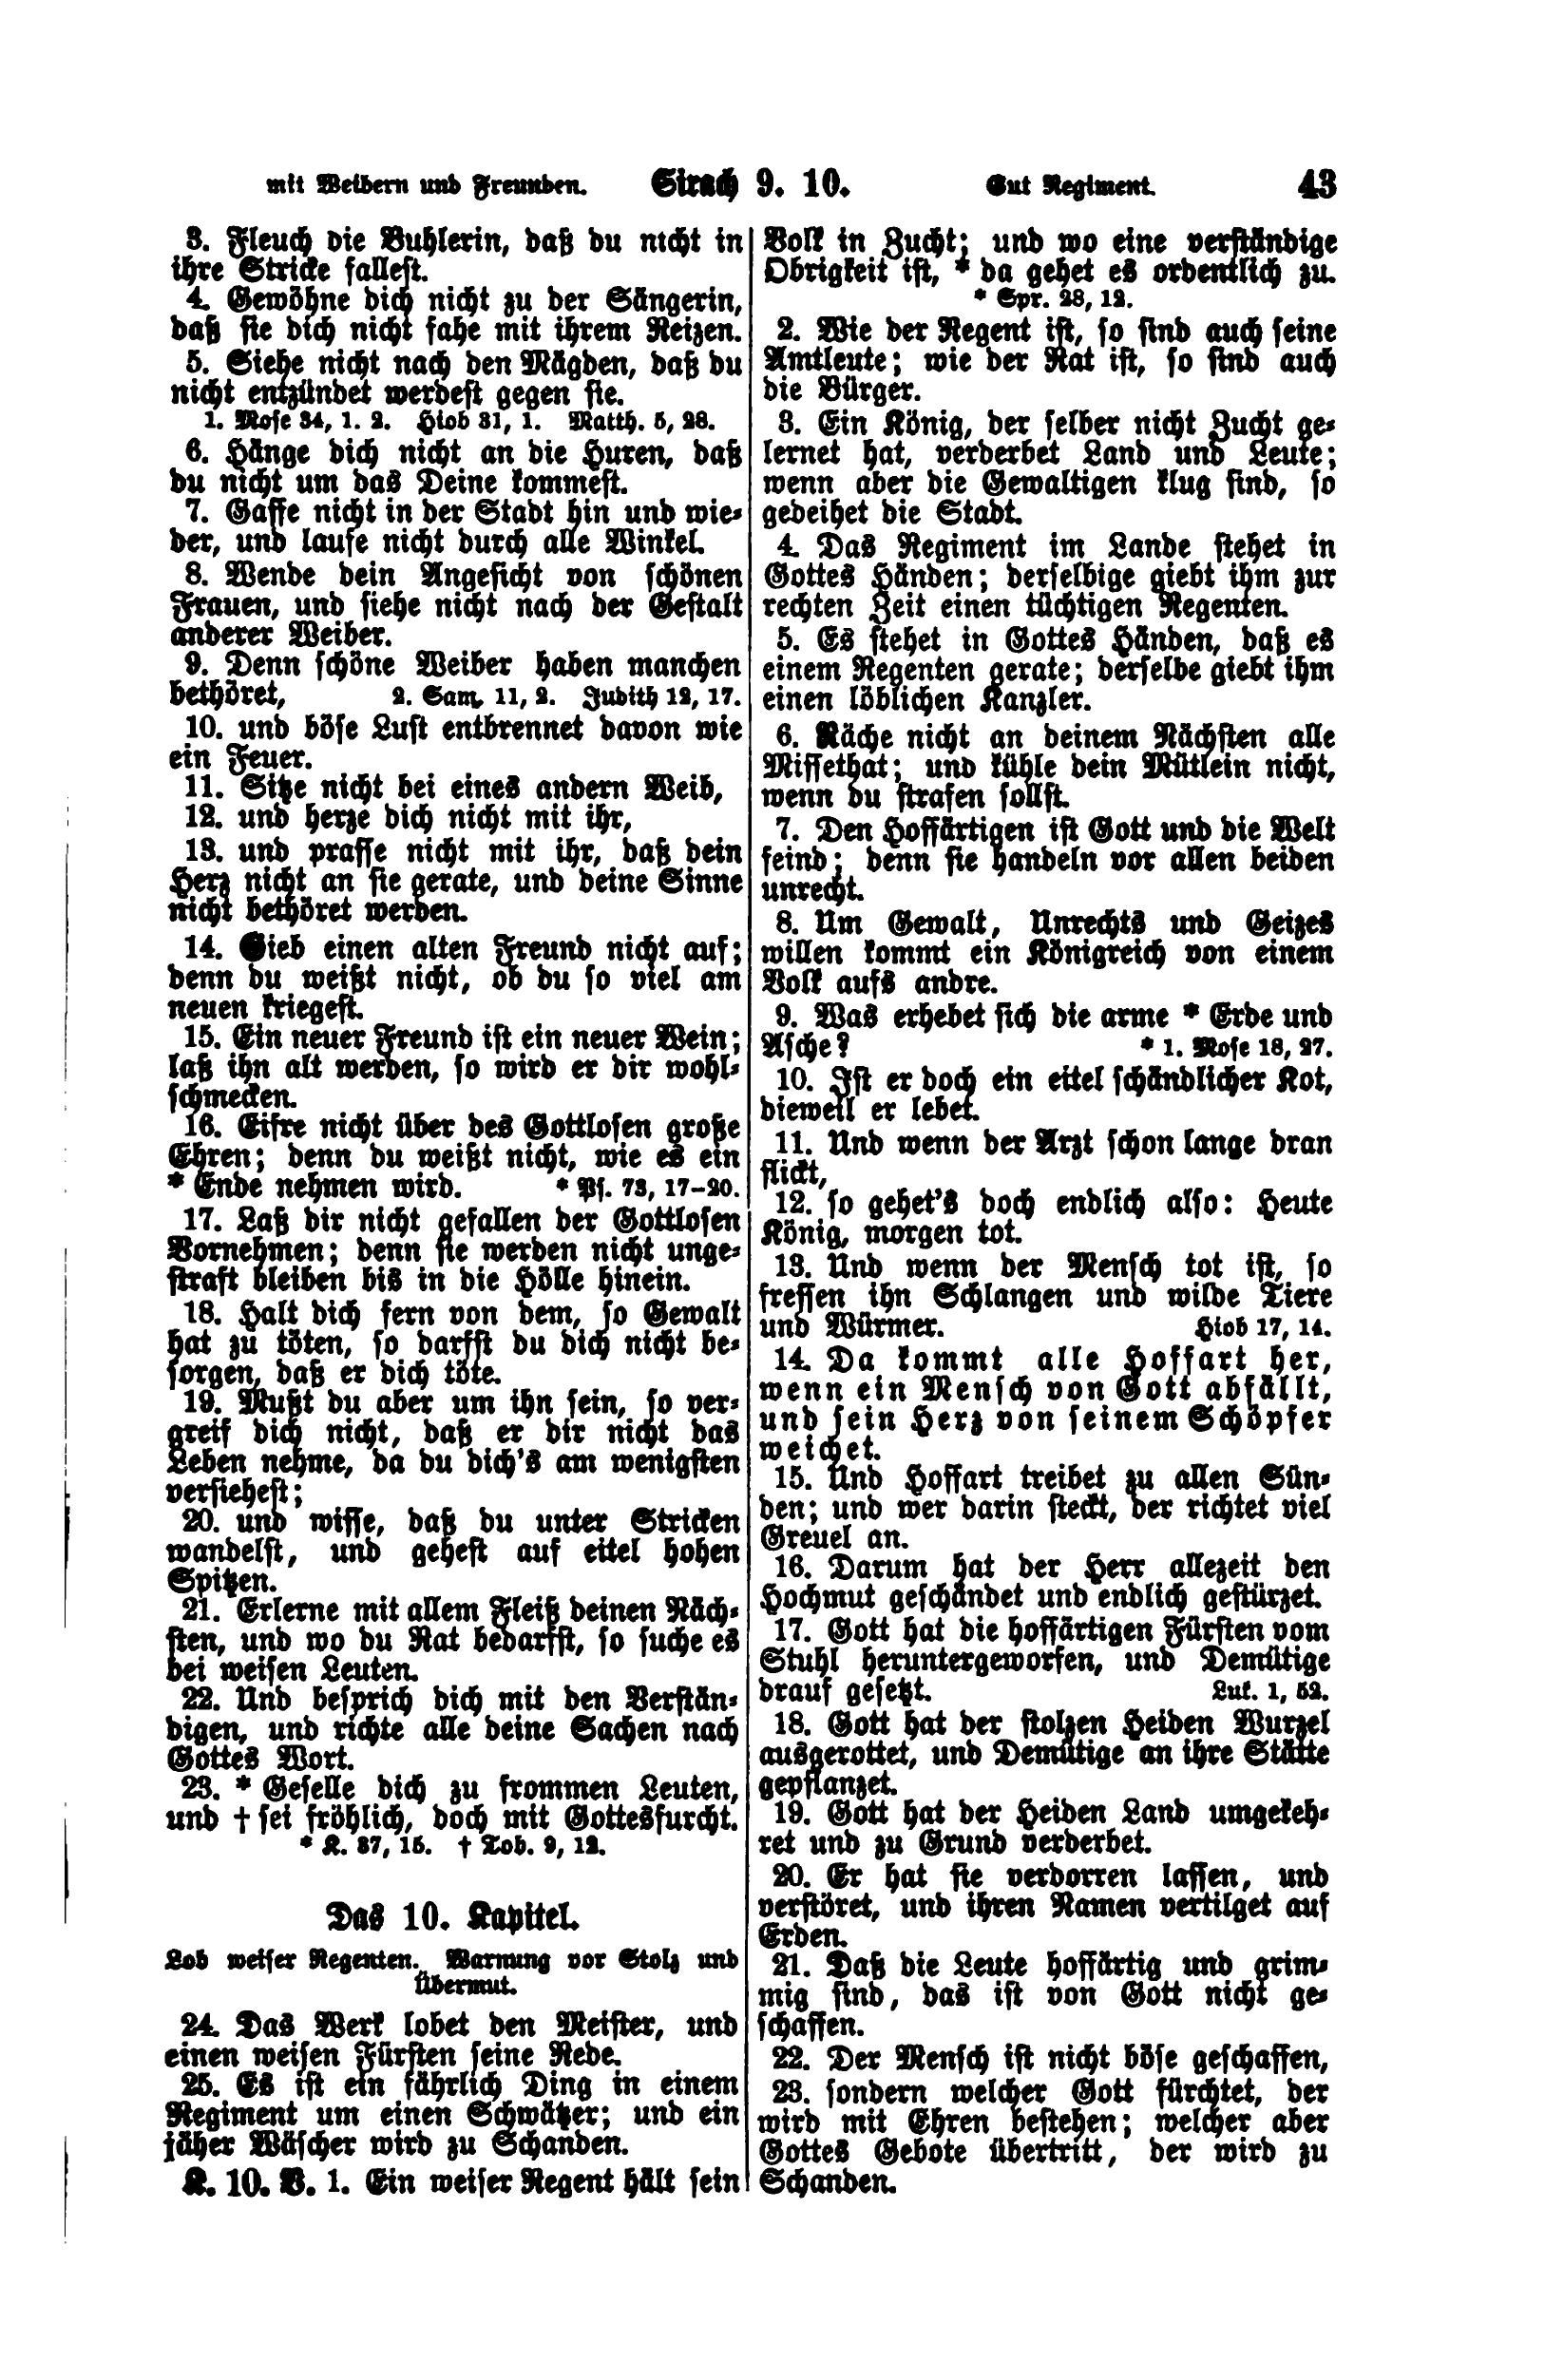 mit Weibern und Freunden. Sirach 9. 10. Gut Regiment. 43
3. Fleuch die Buhlerin, daß du nicht in
ihre Stricke fallest.
4. Gewöhne dich nicht zu der Sängerin,
daß sie dich nicht fahe mit ihrem Reizen.
5. Siehe nicht nach den Mägden, daß du
nicht entzündet werdest gegen sie.
1. Mose 34, 1. 2. Hiob 31, 1. Matth. 5, 28.
6. Hänge dich nicht an die Huren, daß
du nicht um das Deine kommest.
7. Gaffe nicht in der Stadt hin und wie-
der, und laufe nicht durch alle Winkel.
8. Wende dein Angesicht von schönen
Frauen, und siehe nicht nach der Gestalt
anderer Weiber.
9. Denn schöne Weiber haben manchen
bethöret, 2. Sam. 11, 2. Judith 12, 17.
10. und böse Lust entbrennet davon wie
ein Feuer.
11. Sitze nicht bei eines andern Weib,
12. und herze dich nicht mit ihr,
13. und prasse nicht mit ihr, daß dein
Herz nicht an sie gerate, und deine Sinne
nicht bethöret werden.
14. Gieb einen alten Freund nicht auf;
denn du weißt nicht, ob du so viel am
neuen kriegest.
15. Ein neuer Freund ist ein neuer Wein;
laß ihn alt werden, so wird er dir wohl-
schmecken.
16. Eifre nicht über des Gottlosen große
Ehren; denn du weißt nicht, wie es ein
* Ende nehmen wird. * Ps. 73, 17-20.
17. Laß dir nicht gefallen der Gottlosen
Vornehmen; denn sie werden nicht unge-
straft bleiben bis in die Hölle hinein.
18. Halt dich fern von dem, so Gewalt
hat zu töten, so darfst du dich nicht be-
sorgen, daß er dich töte.
19. Mußt du aber um ihn sein, so ver-
greif dich nicht, daß er dir nicht das
Leben nehme, da du dich's am wenigsten
versiehest;
20. und wisse, daß du unter Stricken
wandelst, und gehest auf eitel hohen
Spitzen.
21. Erlerne mit allem Fleiß deinen Näch-
sten, und wo du Rat bedarfst, so suche es
bei weisen Leuten.
22. Und besprich dich mit den Verstän-
digen, und richte alle deine Sachen nach
Gottes Wort.
23. * Geselle dich zu frommen Leuten,
und † sei fröhlich, doch mit Gottesfurcht.
* K. 37, 15. † Tob. 9, 12.
Das 10. Kapitel.
Lob weiser Regenten. Warnung vor Stolz und
Übermut.
24. Das Werk lobet den Meister, und
einen weisen Fürsten seine Rede.
25. Es ist ein fährlich Ding in einem
Regiment um einen Schwätzer; und ein
jäher Wäscher wird zu Schanden.
K. 10. V. 1. Ein weiser Regent hält sein
Volk in Zucht; und wo eine verständige
Obrigkeit ist, * da gehet es ordentlich zu.
* Spr. 28, 12.
2. Wie der Regent ist, so sind auch seine
Amtleute; wie der Rat ist, so sind auch
die Bürger.
3. Ein König, der selber nicht Zucht ge-
lernet hat, verderbet Land und Leute;
wenn aber die Gewaltigen klug sind, so
gedeihet die Stadt.
4. Das Regiment im Lande stehet in
Gottes Händen; derselbige giebt ihm zur
rechten Zeit einen tüchtigen Regenten.
5. Es stehet in Gottes Händen, daß es
einem Regenten gerate; derselbe giebt ihm
einen löblichen Kanzler.
6. Räche nicht an deinem Nächsten alle
Missethat; und kühle dein Mütlein nicht,
wenn du strafen sollst.
7. Den Hoffärtigen ist Gott und die Welt
feind; denn sie handeln vor allen beiden
unrecht.
8. Um Gewalt, Unrechts und Geizes
willen kommt ein Königreich von einem
Volk aufs andre.
9. Was erhebet sich die arme * Erde und
Asche? * 1. Mose 18, 27.
10. Ist er doch ein eitel schändlicher Kot,
dieweil er lebet.
11. Und wenn der Arzt schon lange dran
flickt,
12. so gehet's doch endlich also: Heute
König, morgen tot.
13. Und wenn der Mensch tot ist, so
fressen ihn Schlangen und wilde Tiere
und Würmer. Hiob 17, 14.
14. Da kommt alle Hoffart her,
wenn ein Mensch von Gott abfällt,
und sein Herz von seinem Schöpfer
weichet.
15. Und Hoffart treibet zu allen Sün-
den; und wer darin steckt, der richtet viel
Greuel an.
16. Darum hat der Herr allezeit den
Hochmut geschändet und endlich gestürzet.
17. Gott hat die hoffärtigen Fürsten vom
Stuhl heruntergeworfen, und Demütige
drauf gesetzt. Luk. 1, 52.
18. Gott hat der stolzen Heiden Wurzel
ausgerottet, und Demütige an ihre Stätte
gepflanzet.
19. Gott hat der Heiden Land umgekeh-
ret und zu Grund verderbet.
20. Er hat sie verdorren lassen, und
verstöret, und ihren Namen vertilget auf
Erden.
21. Daß die Leute hoffärtig und grim-
mig sind, das ist von Gott nicht ge-
schaffen.
22. Der Mensch ist nicht böse geschaffen,
23. sondern welcher Gott fürchtet, der
wird mit Ehren bestehen; welcher aber
Gottes Gebote übertritt, der wird zu
Schanden.